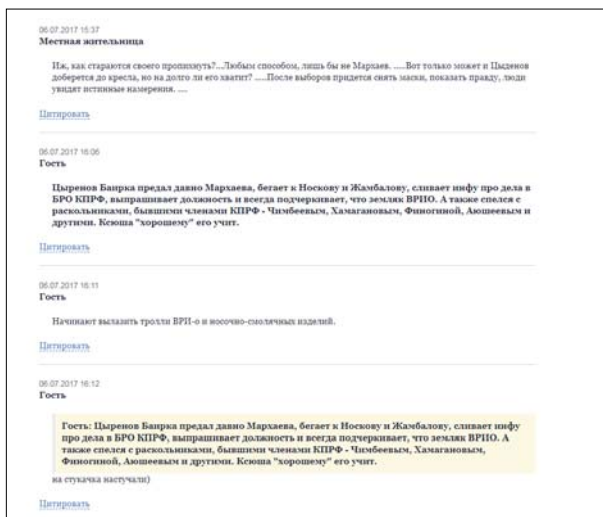 06.07.2017 15:37
Местная жительница
Иж, как стараются своего пропихнуть?...Любым способом, лишь бы не Мархаев. .....Вот только может и Цыденов
доберется до кресла, но на долго ли его хватит? .....После выборов придется снять маски, показать правду, люди
увидят истинные намерения. ....
Цитировать
06.07.2017 16:06
Гость
Цыренов Баирка предал давно Мархаева, бегает к Носкову и Жамбалову, сливает инфу про дела в
БРО КПРФ, выпрашивает должность и всегда подчеркивает, что земляк ВРИО. А также спелся с
раскольниками, бывшими членами КПРФ - Чимбеевым, Хамагановым, Финогиной, Аюшеевым и
другими. Ксюша "хорошему" его учит.
Цитировать
06.07.2017 16:11
Гость
Начинают вылазить тролли ВРИ-о и носочно-смолячных изделий.
Цитировать
06.07.2017 16:12
Гость
Гость: Цыренов Баирка предал давно Мархаева, бегает к Носкову и Жамбалову, сливает инфу
про дела в БРО КПРФ, выпрашивает должность и всегда подчеркивает, что земляк ВРИО. А
также спелся с раскольниками, бывшими членами КПРФ - Чимбеевым, Хамагановым,
Финогиной, Аюшеевым и другими. Ксюша "хорошему" его учит.
на стукачка настучали)
Цитировать